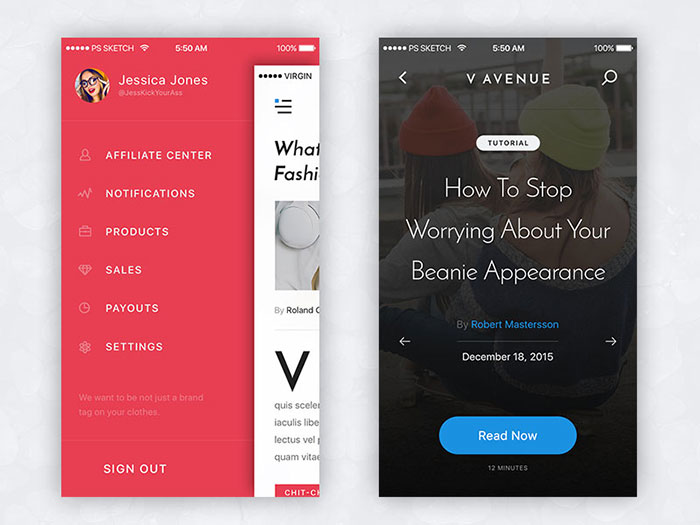 ●●●●● PS SKETCH 5:50 AM 100%
Jessica Jones
@JessKickYourAss
AFFILIATE CENTER
NOTIFICATIONS
PRODUCTS
SALES
PAYOUTS
SETTINGS
We want to be not just a brand
tag on your clothes.
SIGN OUT
●●●●● VIRGIN
What
Fashi
By Roland C
V
quis sceler
iaculis libe
lectus vel p
quam vitae
CHIT-CH
●●●●● PS SKETCH 5:50 AM 100%
V AVENUE
TUTORIAL
How To Stop
Worrying About Your
Beanie Appearance
By Robert Mastersson
December 18, 2015
Read Now
12 MINUTES